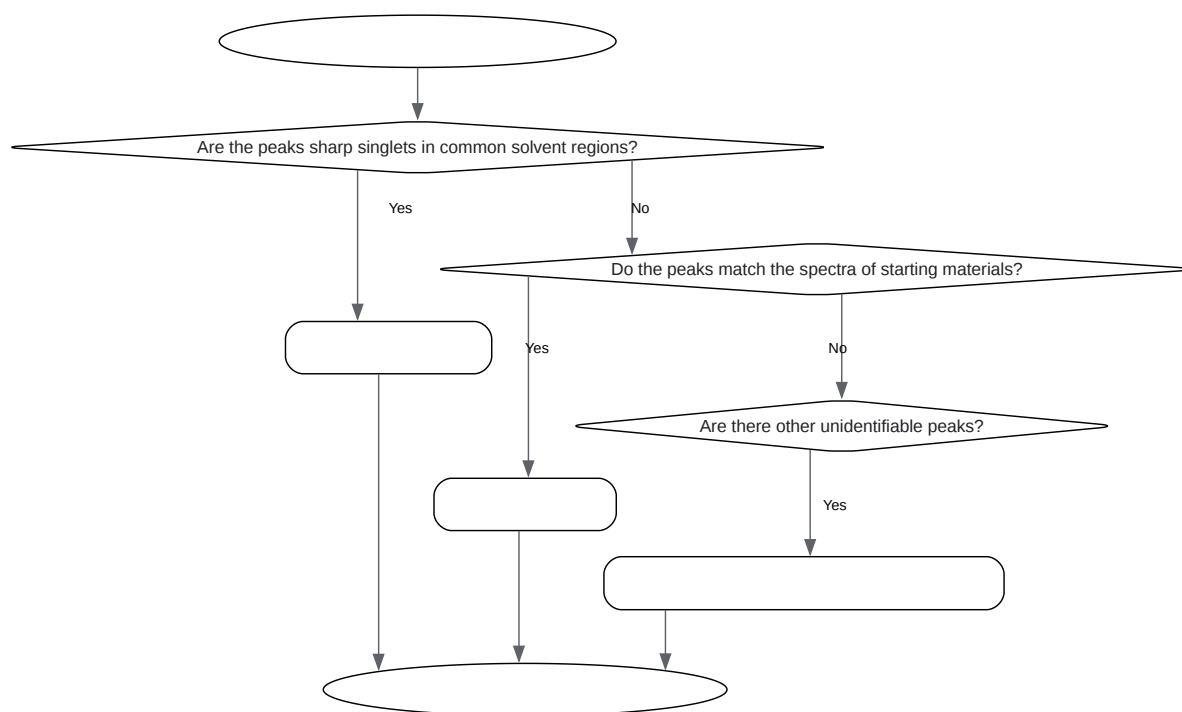 Are the peaks sharp singlets in common solvent regions?
Yes
No
Do the peaks match the spectra of starting materials?
Yes
No
Are there other unidentifiable peaks?
Yes